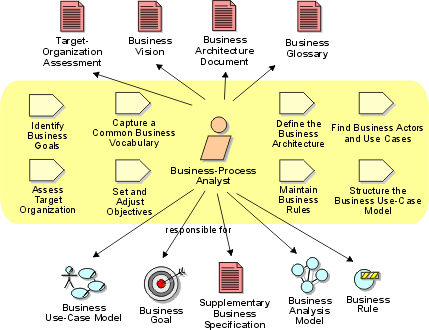 Target-
Organization
Assessment
Business
Vision
Business
Architecture
Document
Business
Glossary
Identify
Business
Goals
Capture a
Common Business
Vocabulary
Define the
Business
Architecture
Find Business Actors
and Use Cases
Business-Process
Analyst
Assess
Target
Organization
Set and
Adjust
Objectives
Maintain
Business
Rules
Structure the
Business Use-Case
Model
responsible for
Business
Use-Case Model
Business
Goal
Supplementary
Business
Specification
Business
Analysis
Model
Business
Rule